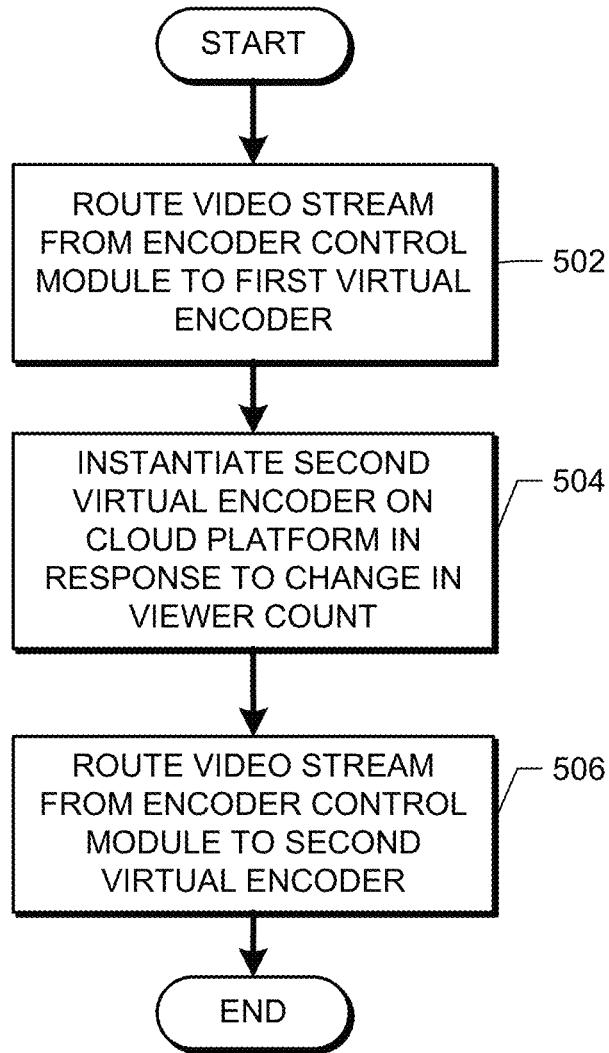 START
ROUTE VIDEO STREAM
FROM ENCODER CONTROL
MODULE TO FIRST VIRTUAL
ENCODER
502
INSTANTIATE SECOND
VIRTUAL ENCODER ON
CLOUD PLATFORM IN
RESPONSE TO CHANGE IN
VIEWER COUNT
504
ROUTE VIDEO STREAM
FROM ENCODER CONTROL
MODULE TO SECOND
VIRTUAL ENCODER
506
END